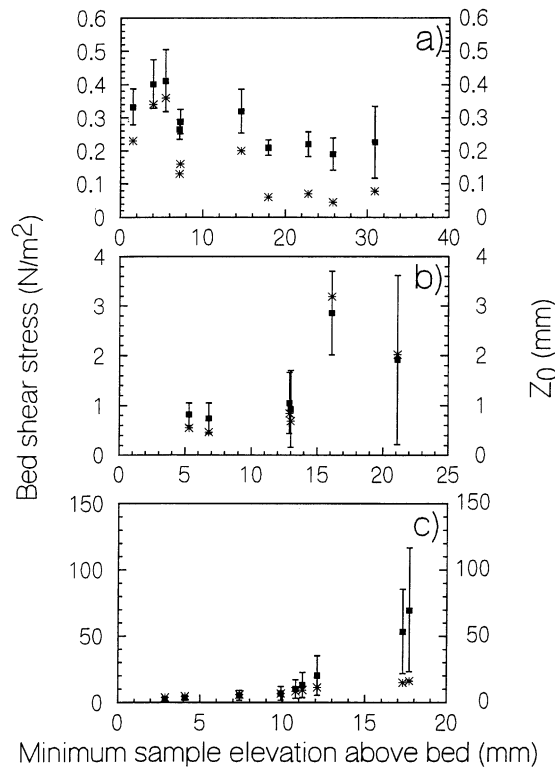 a)
0.6 0.6
0.5 0.5
0.4 0.4
0.3 0.3
0.2 0.2
0.1 0.1
0 0
0 10 20 30 40
b)
4 4
3 3
2 2
1 1
0 0
0 5 10 15 20 25
c)
150 150
100 100
50 50
0 0
0 5 10 15 20
Bed shear stress (N/m2)
Z0 (mm)
Minimum sample elevation above bed (mm)